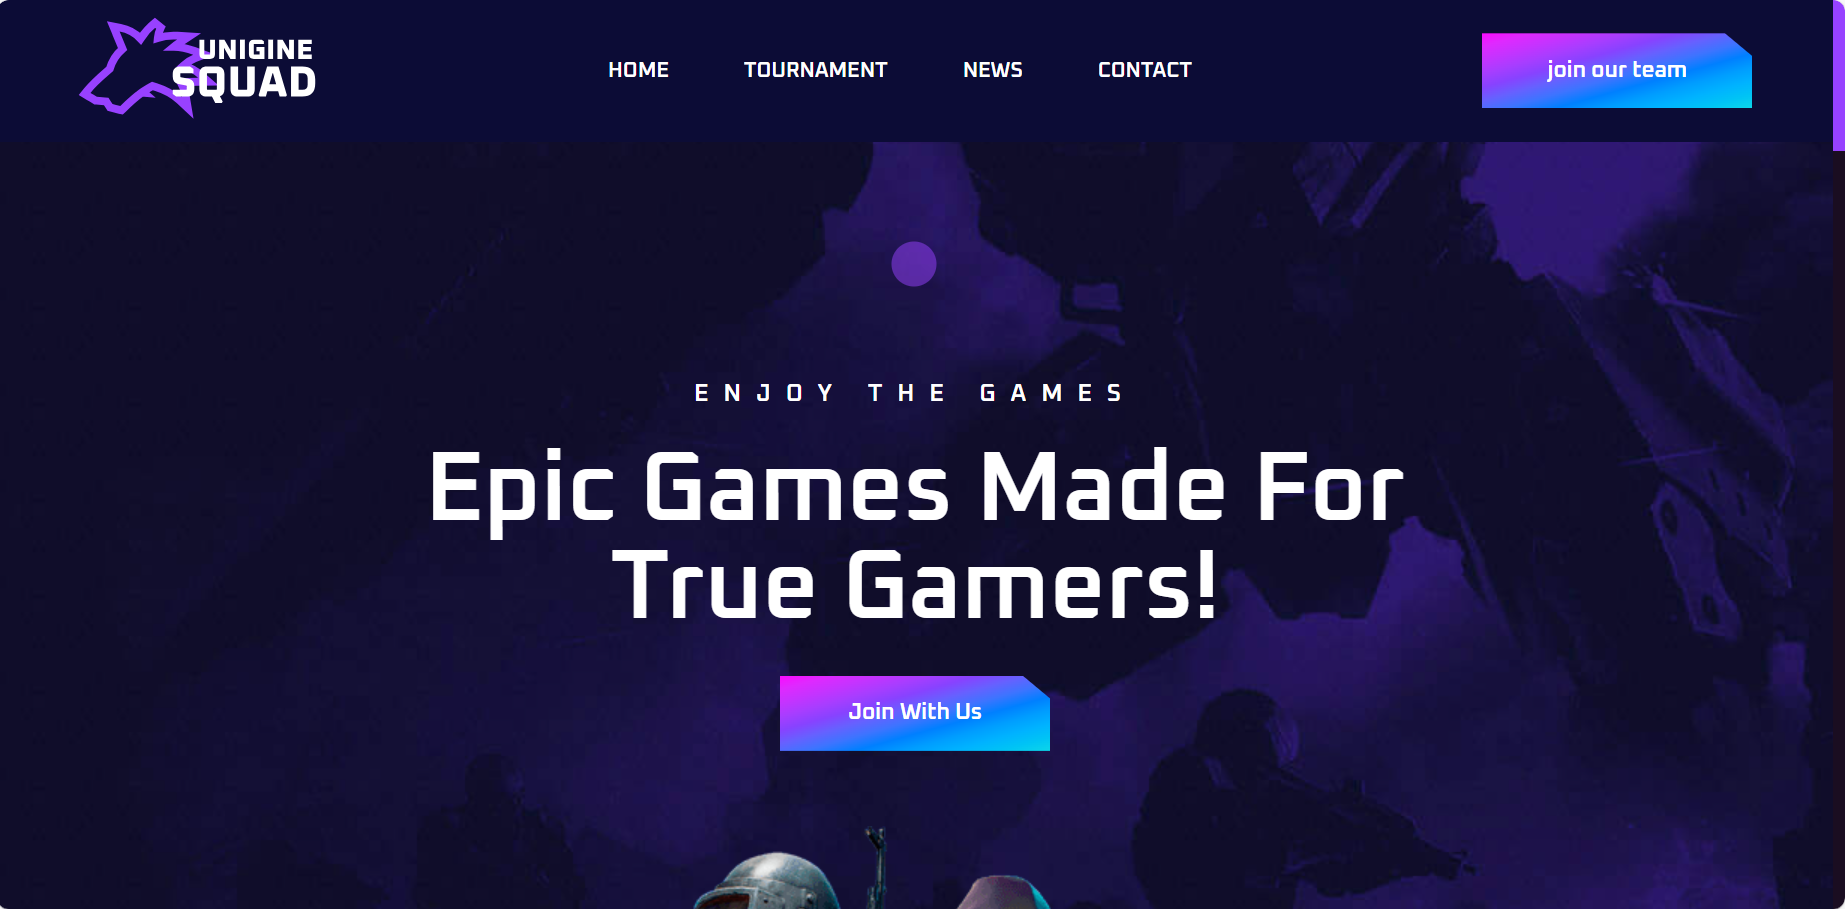 UNIGINE
SQUAD
HOME
TOURNAMENT
NEWS
CONTACT
join our team
ENJOY THE GAMES
Epic Games Made For
True Gamers!
Join With Us